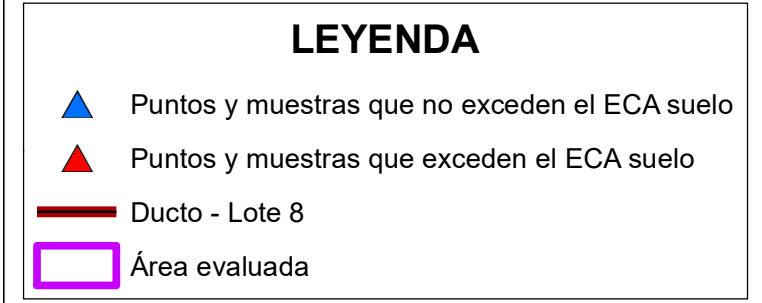 LEYENDA
Puntos y muestras que no exceden el ECA suelo
Puntos y muestras que exceden el ECA suelo
Ducto - Lote 8
Área evaluada